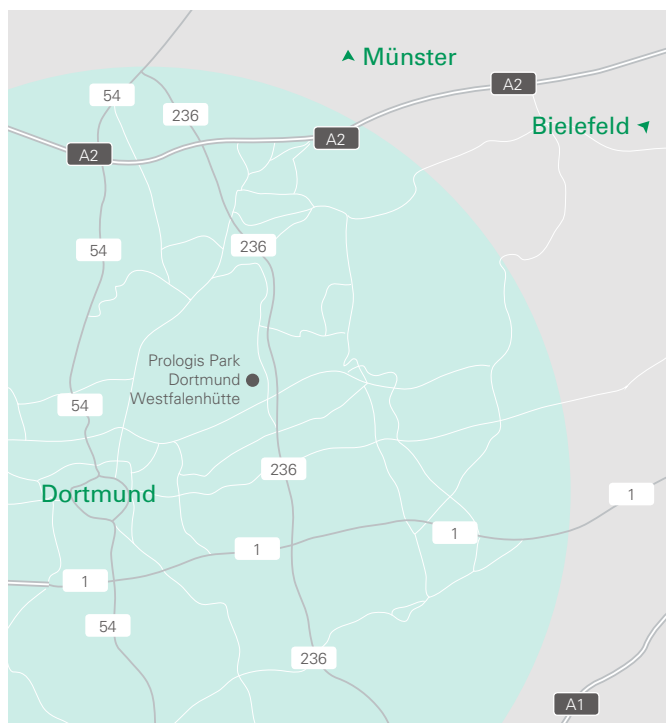 Münster
54
A2
236
Bielefeld
A2
A2
54
236
Prologis Park
Dortmund
Westfalenhütte
54
236
Dortmund
1
1
1
1
54
236
A1